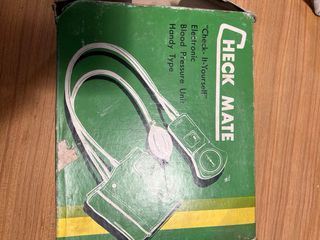 CHECK MATE
"Check-It-Yourself"
Electronic
Blood Pressure Unit
Handy Type